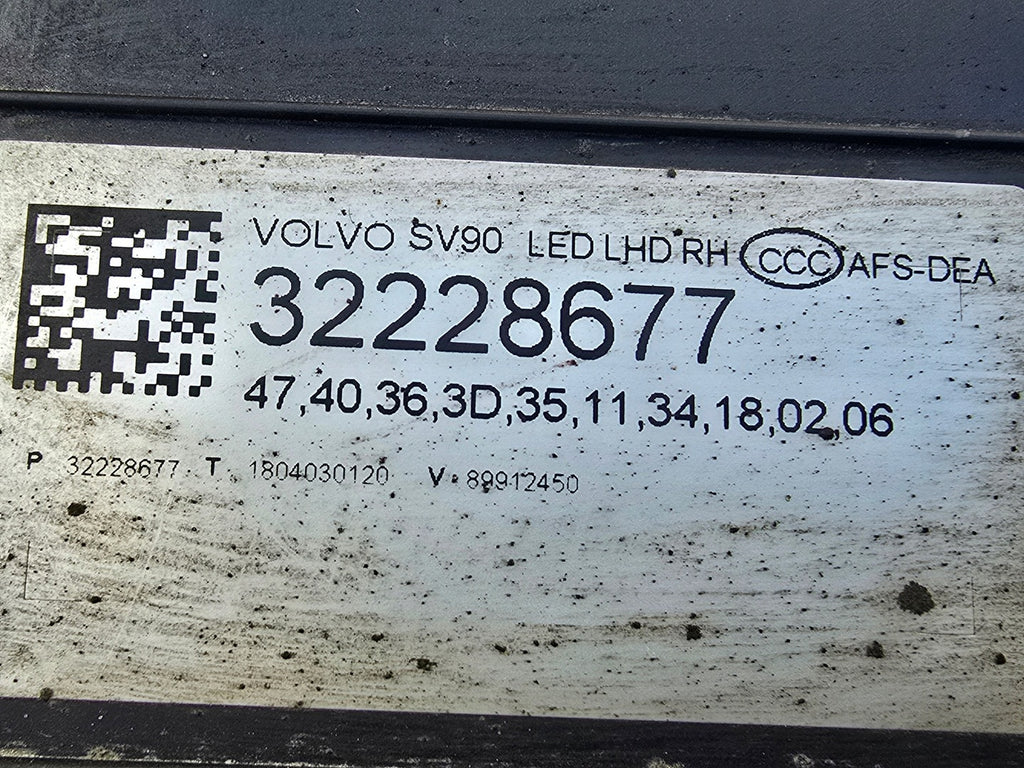 VOLVO SV90 LED LHD RH CCC AFS-DEA
32228677
47,40,36,3D,35,11,34,18,02,06
P 32228677 T 1804030120 V 89912450